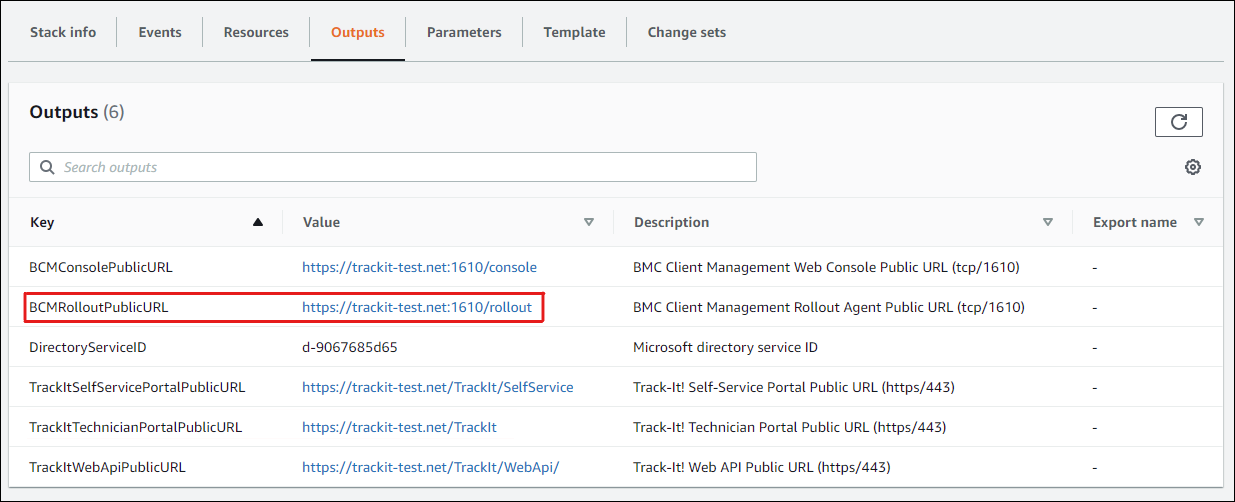 Stack info Events Resources Outputs Parameters Template Change sets
Outputs (6)
Search outputs
Key Value Description Export name
BCMConsolePublicURL https://trackit-test.net:1610/console BMC Client Management Web Console Public URL (tcp/1610) -
BCMRolloutPublicURL https://trackit-test.net:1610/rollout BMC Client Management Rollout Agent Public URL (tcp/1610) -
DirectoryServiceID d-9067685d65 Microsoft directory service ID -
TrackItSelfServicePortalPublicURL https://trackit-test.net/TrackIt/SelfService Track-It! Self-Service Portal Public URL (https/443) -
TrackItTechnicianPortalPublicURL https://trackit-test.net/TrackIt Track-It! Technician Portal Public URL (https/443) -
TrackItWebApiPublicURL https://trackit-test.net/TrackIt/WebApi/ Track-It! Web API Public URL (https/443) -